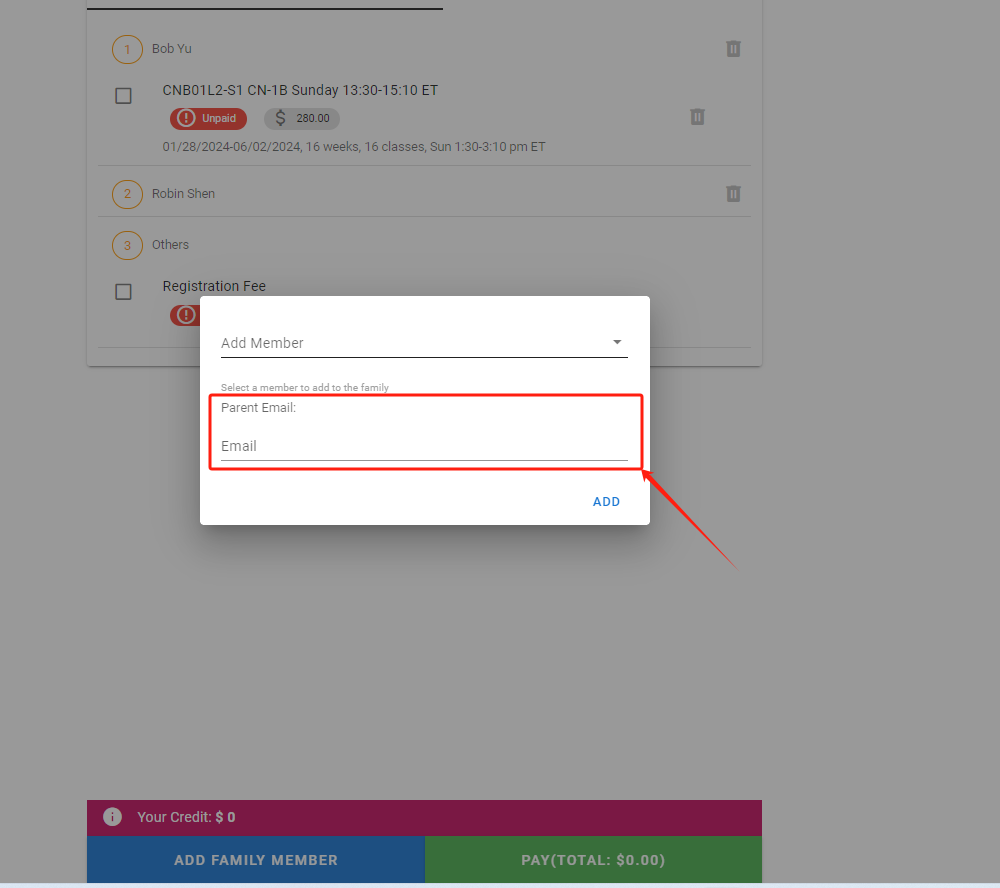 1 Bob Yu
CNB01L2-S1 CN-1B Sunday 13:30-15:10 ET
Unpaid $ 280.00
01/28/2024-06/02/2024, 16 weeks, 16 classes, Sun 1:30-3:10 pm ET
2 Robin Shen
3 Others
Registration Fee
Add Member
Select a member to add to the family
Parent Email:
Email
ADD
Your Credit: $ 0
ADD FAMILY MEMBER
PAY(TOTAL: $0.00)